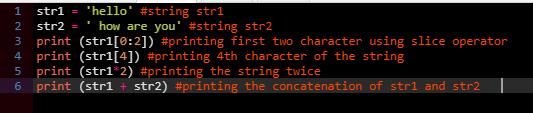 1 str1 = 'hello' #string str1
2 str2 = ' how are you' #string str2
3 print (str1[0:2]) #printing first two character using slice operator
4 print (str1[4]) #printing 4th character of the string
5 print (str1*2) #printing the string twice
6 print (str1 + str2) #printing the concatenation of str1 and str2